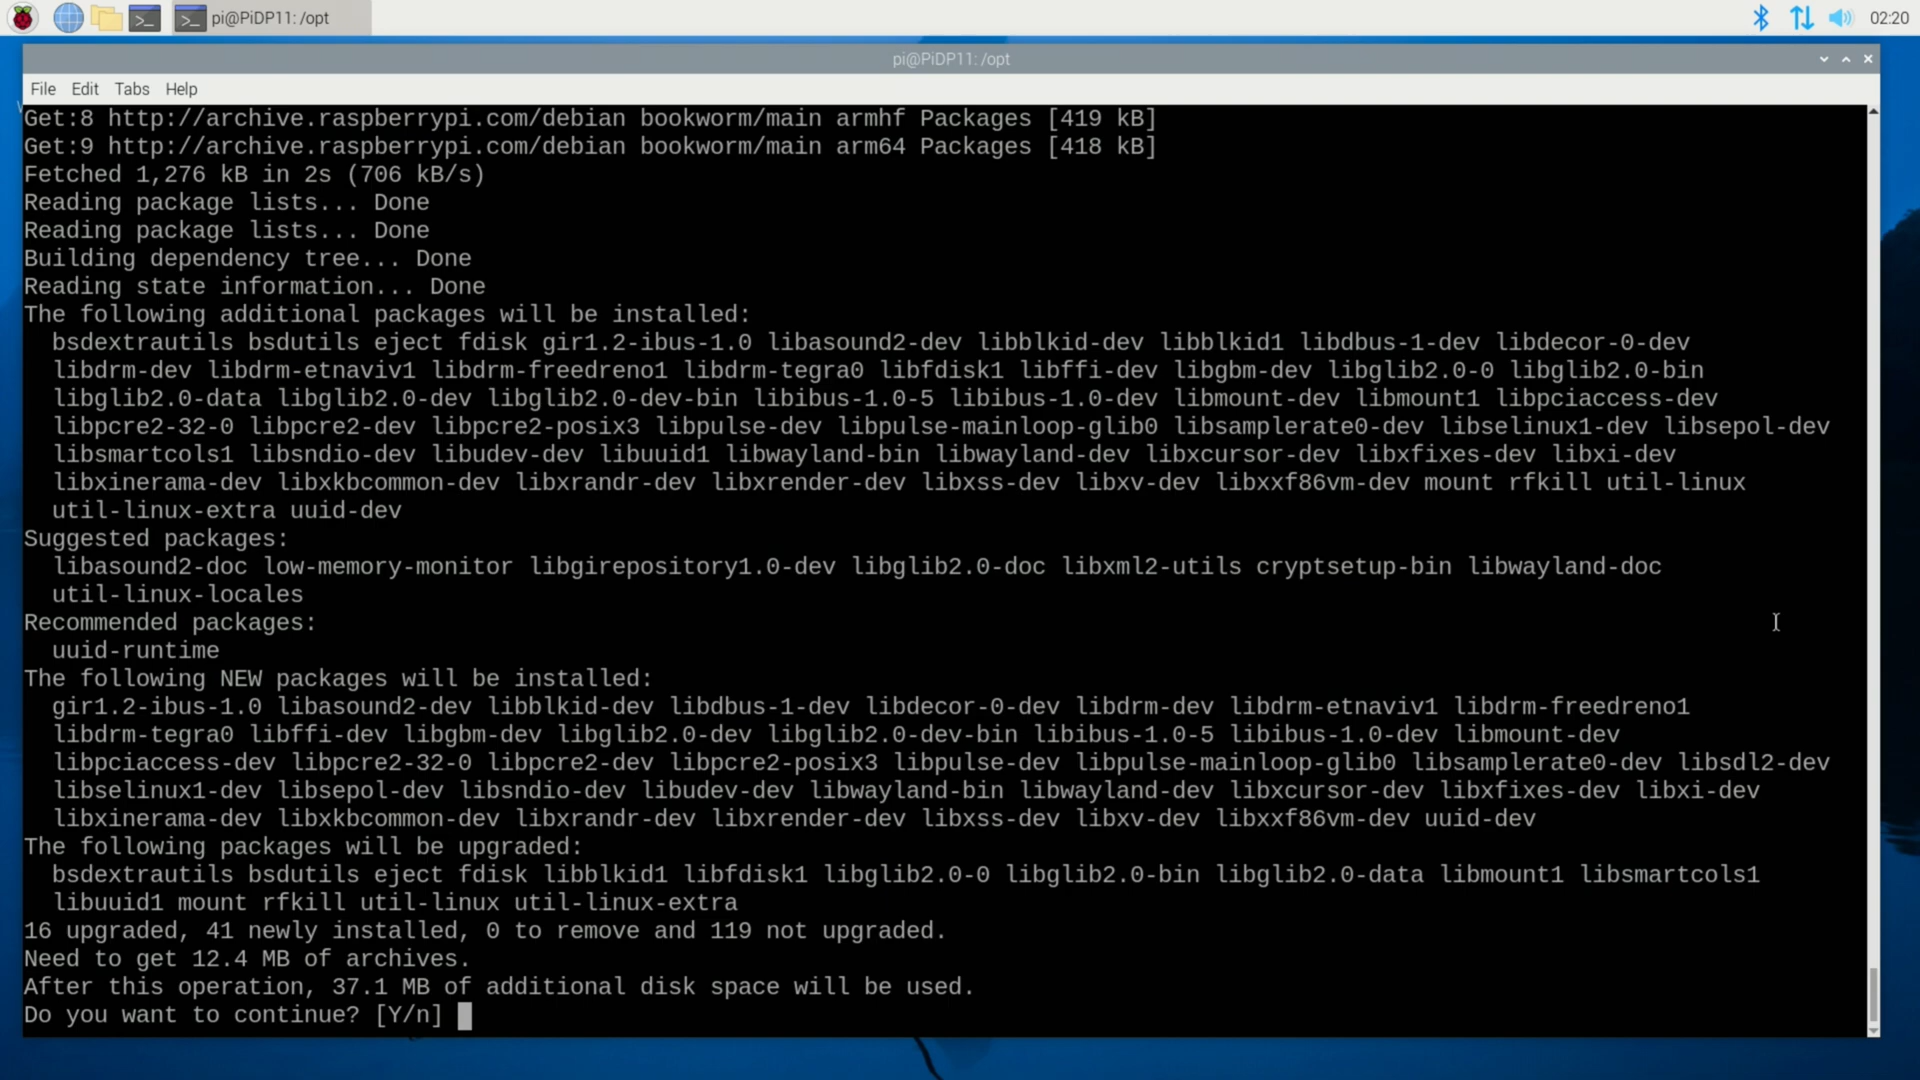 pi@PiDP11: /opt
02:20
pi@PiDP11: /opt
File Edit Tabs Help
Get:8 http://archive.raspberrypi.com/debian bookworm/main armhf Packages [419 kB]
Get:9 http://archive.raspberrypi.com/debian bookworm/main arm64 Packages [418 kB]
Fetched 1,276 kB in 2s (706 kB/s)
Reading package lists... Done
Reading package lists... Done
Building dependency tree... Done
Reading state information... Done
The following additional packages will be installed:
  bsdextrautils bsdutils eject fdisk gir1.2-ibus-1.0 libasound2-dev libblkid-dev libblkid1 libdbus-1-dev libdecor-0-dev
  libdrm-dev libdrm-etnaviv1 libdrm-freedreno1 libdrm-tegra0 libfdisk1 libffi-dev libgbm-dev libglib2.0-0 libglib2.0-bin
  libglib2.0-data libglib2.0-dev libglib2.0-dev-bin libibus-1.0-5 libibus-1.0-dev libmount-dev libmount1 libpciaccess-dev
  libpcre2-32-0 libpcre2-dev libpcre2-posix3 libpulse-dev libpulse-mainloop-glib0 libsamplerate0-dev libselinux1-dev libsepol-dev
  libsmartcols1 libsndio-dev libudev-dev libuuid1 libwayland-bin libwayland-dev libxcursor-dev libxfixes-dev libxi-dev
  libxinerama-dev libxkbcommon-dev libxrandr-dev libxrender-dev libxss-dev libxv-dev libxxf86vm-dev mount rfkill util-linux
  util-linux-extra uuid-dev
Suggested packages:
  libasound2-doc low-memory-monitor libgirepository1.0-dev libglib2.0-doc libxml2-utils cryptsetup-bin libwayland-doc
  util-linux-locales
Recommended packages:
  uuid-runtime
The following NEW packages will be installed:
  gir1.2-ibus-1.0 libasound2-dev libblkid-dev libdbus-1-dev libdecor-0-dev libdrm-dev libdrm-etnaviv1 libdrm-freedreno1
  libdrm-tegra0 libffi-dev libgbm-dev libglib2.0-dev libglib2.0-dev-bin libibus-1.0-5 libibus-1.0-dev libmount-dev
  libpciaccess-dev libpcre2-32-0 libpcre2-dev libpcre2-posix3 libpulse-dev libpulse-mainloop-glib0 libsamplerate0-dev libsdl2-dev
  libselinux1-dev libsepol-dev libsndio-dev libudev-dev libwayland-bin libwayland-dev libxcursor-dev libxfixes-dev libxi-dev
  libxinerama-dev libxkbcommon-dev libxrandr-dev libxrender-dev libxss-dev libxv-dev libxxf86vm-dev uuid-dev
The following packages will be upgraded:
  bsdextrautils bsdutils eject fdisk libblkid1 libfdisk1 libglib2.0-0 libglib2.0-bin libglib2.0-data libmount1 libsmartcols1
  libuuid1 mount rfkill util-linux util-linux-extra
16 upgraded, 41 newly installed, 0 to remove and 119 not upgraded.
Need to get 12.4 MB of archives.
After this operation, 37.1 MB of additional disk space will be used.
Do you want to continue? [Y/n]